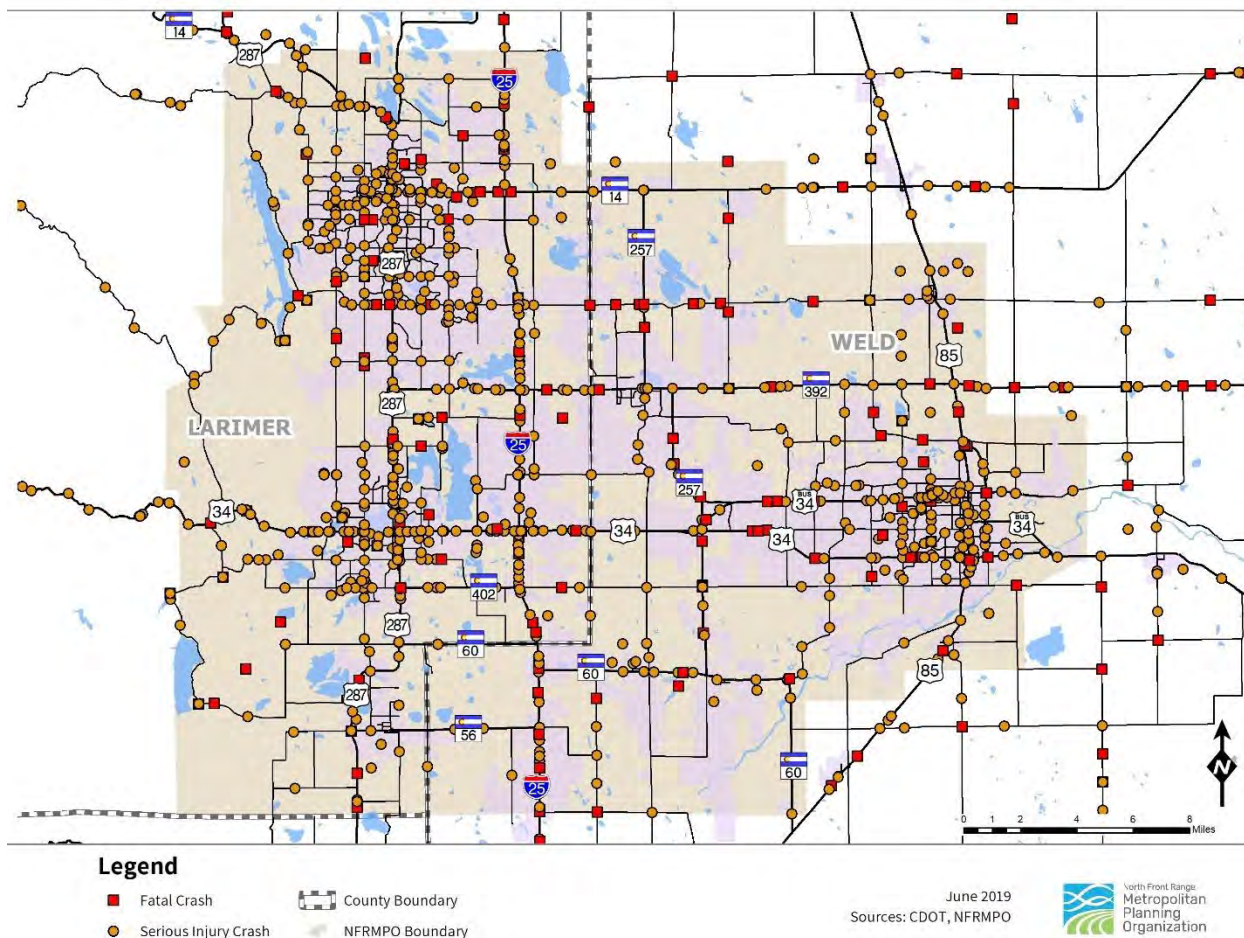 14
287
25
14
257
287
WELD
85
287
392
LARIMER
25
257
BUS
34
34
34
34
BUS
34
402
287
60
60
85
287
56
60
25
N
0 1 2 4 6 8
Miles
Legend
Fatal Crash
County Boundary
Serious Injury Crash
NFRMPO Boundary
June 2019
Sources: CDOT, NFRMPO
North Front Range
Metropolitan
Planning
Organization